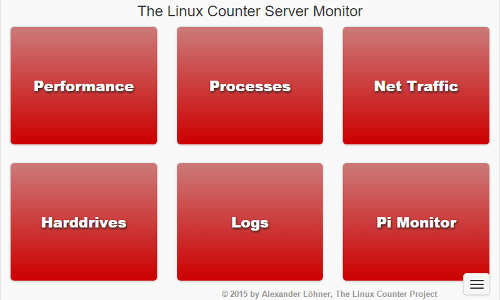 The Linux Counter Server Monitor
Performance
Processes
Net Traffic
Harddrives
Logs
Pi Monitor
© 2015 by Alexander Löhner, The Linux Counter Project